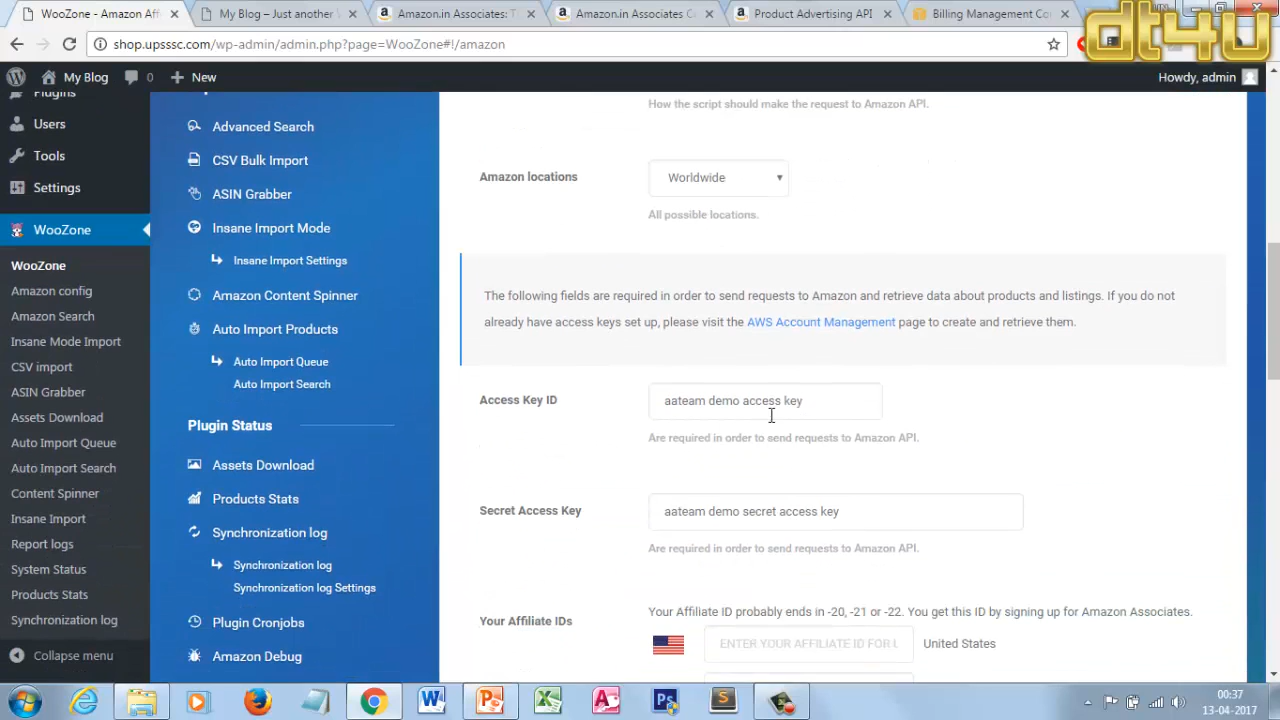 WooZone - Amazon Af
My Blog – Just another
Amazon.in Associates: T
Amazon.in Associates C
Product Advertising API
Billing Management Co
dt4u
shop.upsssc.com/wp-admin/admin.php?page=WooZone#!/amazon
My Blog
0
New
Howdy, admin
Plugins
Users
Tools
Settings
WooZone
WooZone
Amazon config
Amazon Search
Insane Mode Import
CSV import
ASIN Grabber
Assets Download
Auto Import Queue
Auto Import Search
Content Spinner
Insane Import
Report logs
System Status
Products Stats
Synchronization log
Collapse menu
Advanced Search
CSV Bulk Import
ASIN Grabber
Insane Import Mode
Insane Import Settings
Amazon Content Spinner
Auto Import Products
Auto Import Queue
Auto Import Search
Plugin Status
Assets Download
Products Stats
Synchronization log
Synchronization log
Synchronization log Settings
Plugin Cronjobs
Amazon Debug
How the script should make the request to Amazon API.
Amazon locations
Worldwide
All possible locations.
The following fields are required in order to send requests to Amazon and retrieve data about products and listings. If you do not
already have access keys set up, please visit the AWS Account Management page to create and retrieve them.
Access Key ID
aateam demo access key
Are required in order to send requests to Amazon API.
Secret Access Key
aateam demo secret access key
Are required in order to send requests to Amazon API.
Your Affiliate IDs
Your Affiliate ID probably ends in -20, -21 or -22. You get this ID by signing up for Amazon Associates.
ENTER YOUR AFFILIATE ID FOR U
United States
00:37
13-04-2017